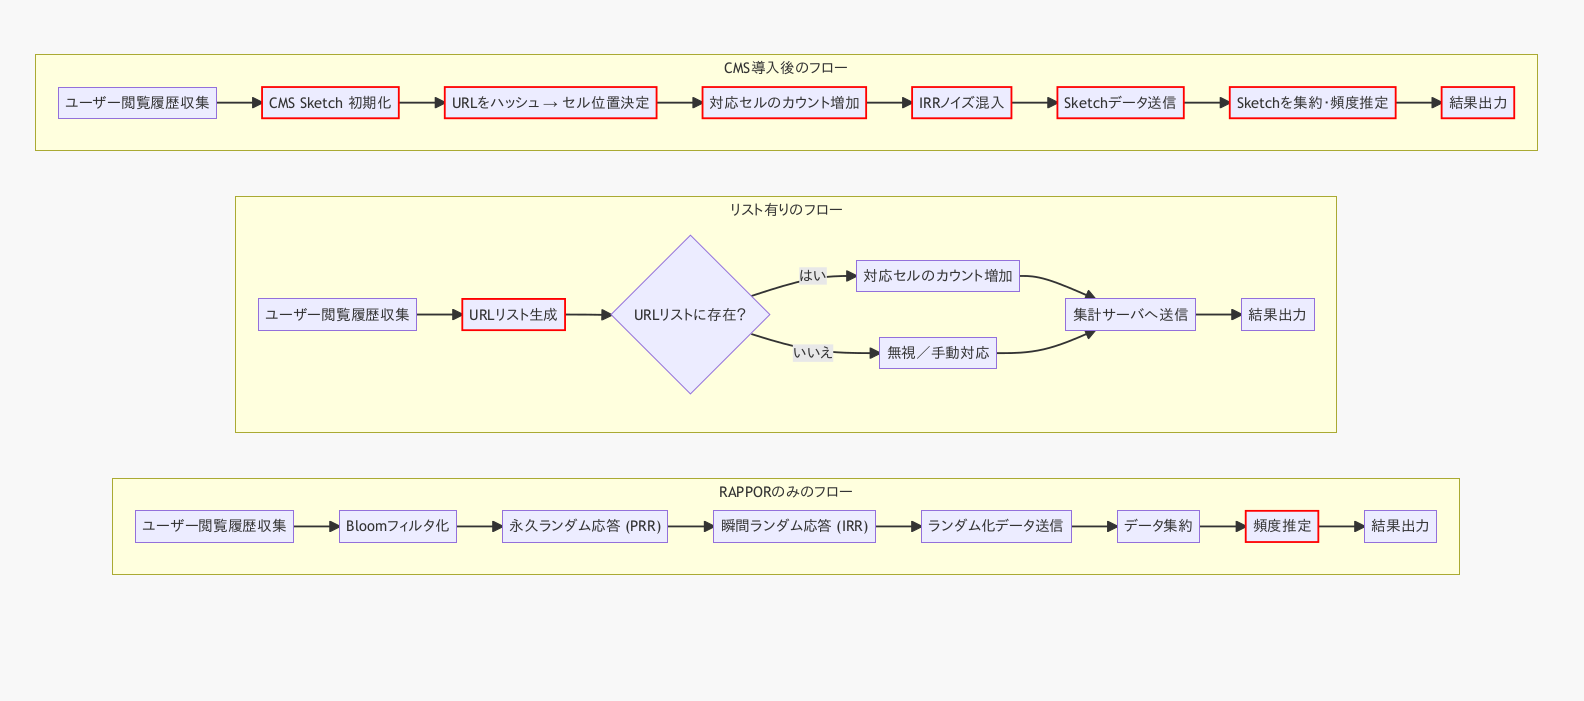 CMS導入後のフロー
ユーザー閲覧履歴収集
CMS Sketch 初期化
URLをハッシュ → セル位置決定
対応セルのカウント増加
IRRノイズ混入
Sketchデータ送信
Sketchを集約・頻度推定
結果出力
リスト有りのフロー
ユーザー閲覧履歴収集
URLリスト生成
URLリストに存在?
はい
対応セルのカウント増加
いいえ
無視／手動対応
集計サーバへ送信
結果出力
RAPPORのみのフロー
ユーザー閲覧履歴収集
Bloomフィルタ化
永久ランダム応答 (PRR)
瞬間ランダム応答 (IRR)
ランダム化データ送信
データ集約
頻度推定
結果出力